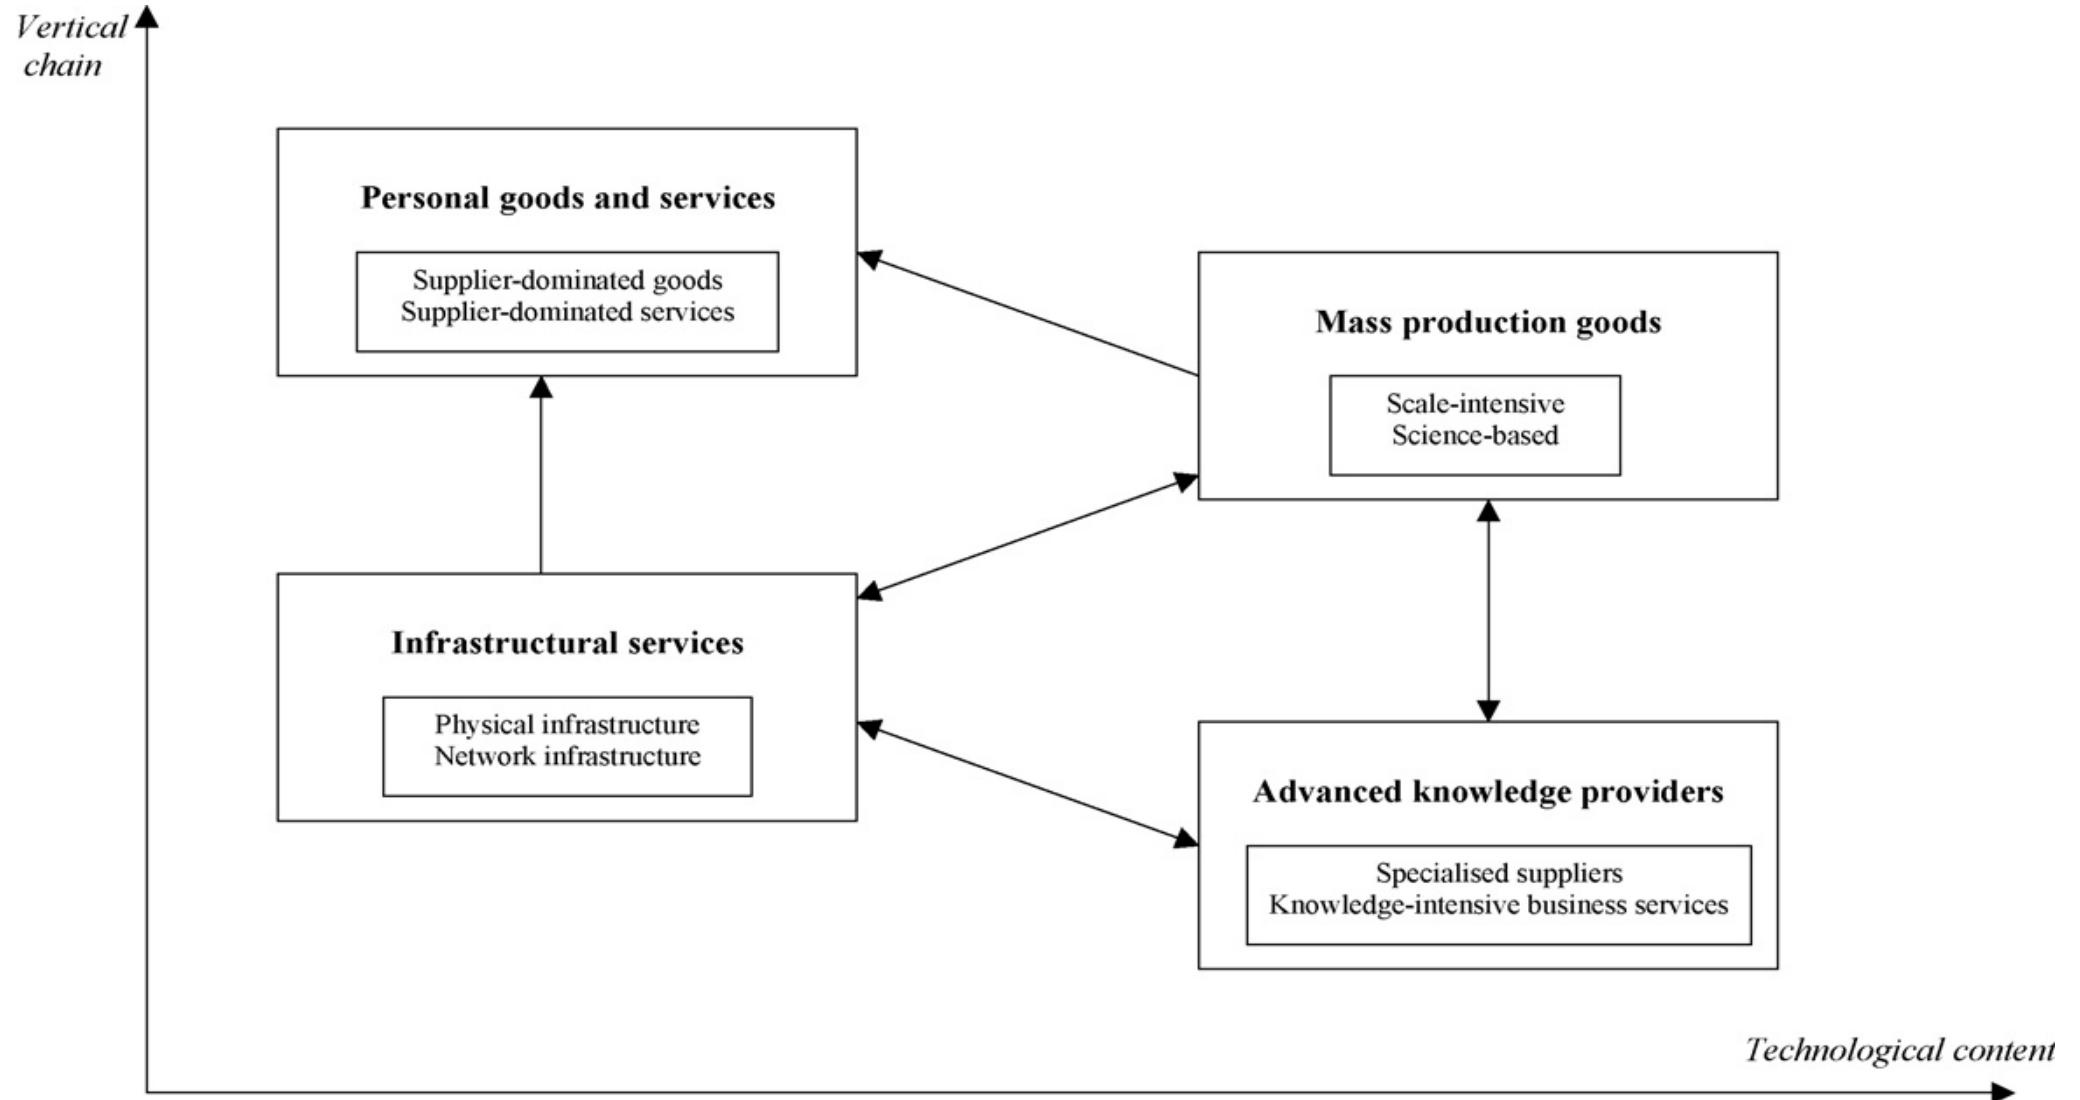 Vertical
chain
Personal goods and services
Supplier-dominated goods
Supplier-dominated services
Mass production goods
Scale-intensive
Science-based
Infrastructural services
Physical infrastructure
Network infrastructure
Advanced knowledge providers
Specialised suppliers
Knowledge-intensive business services
Technological content